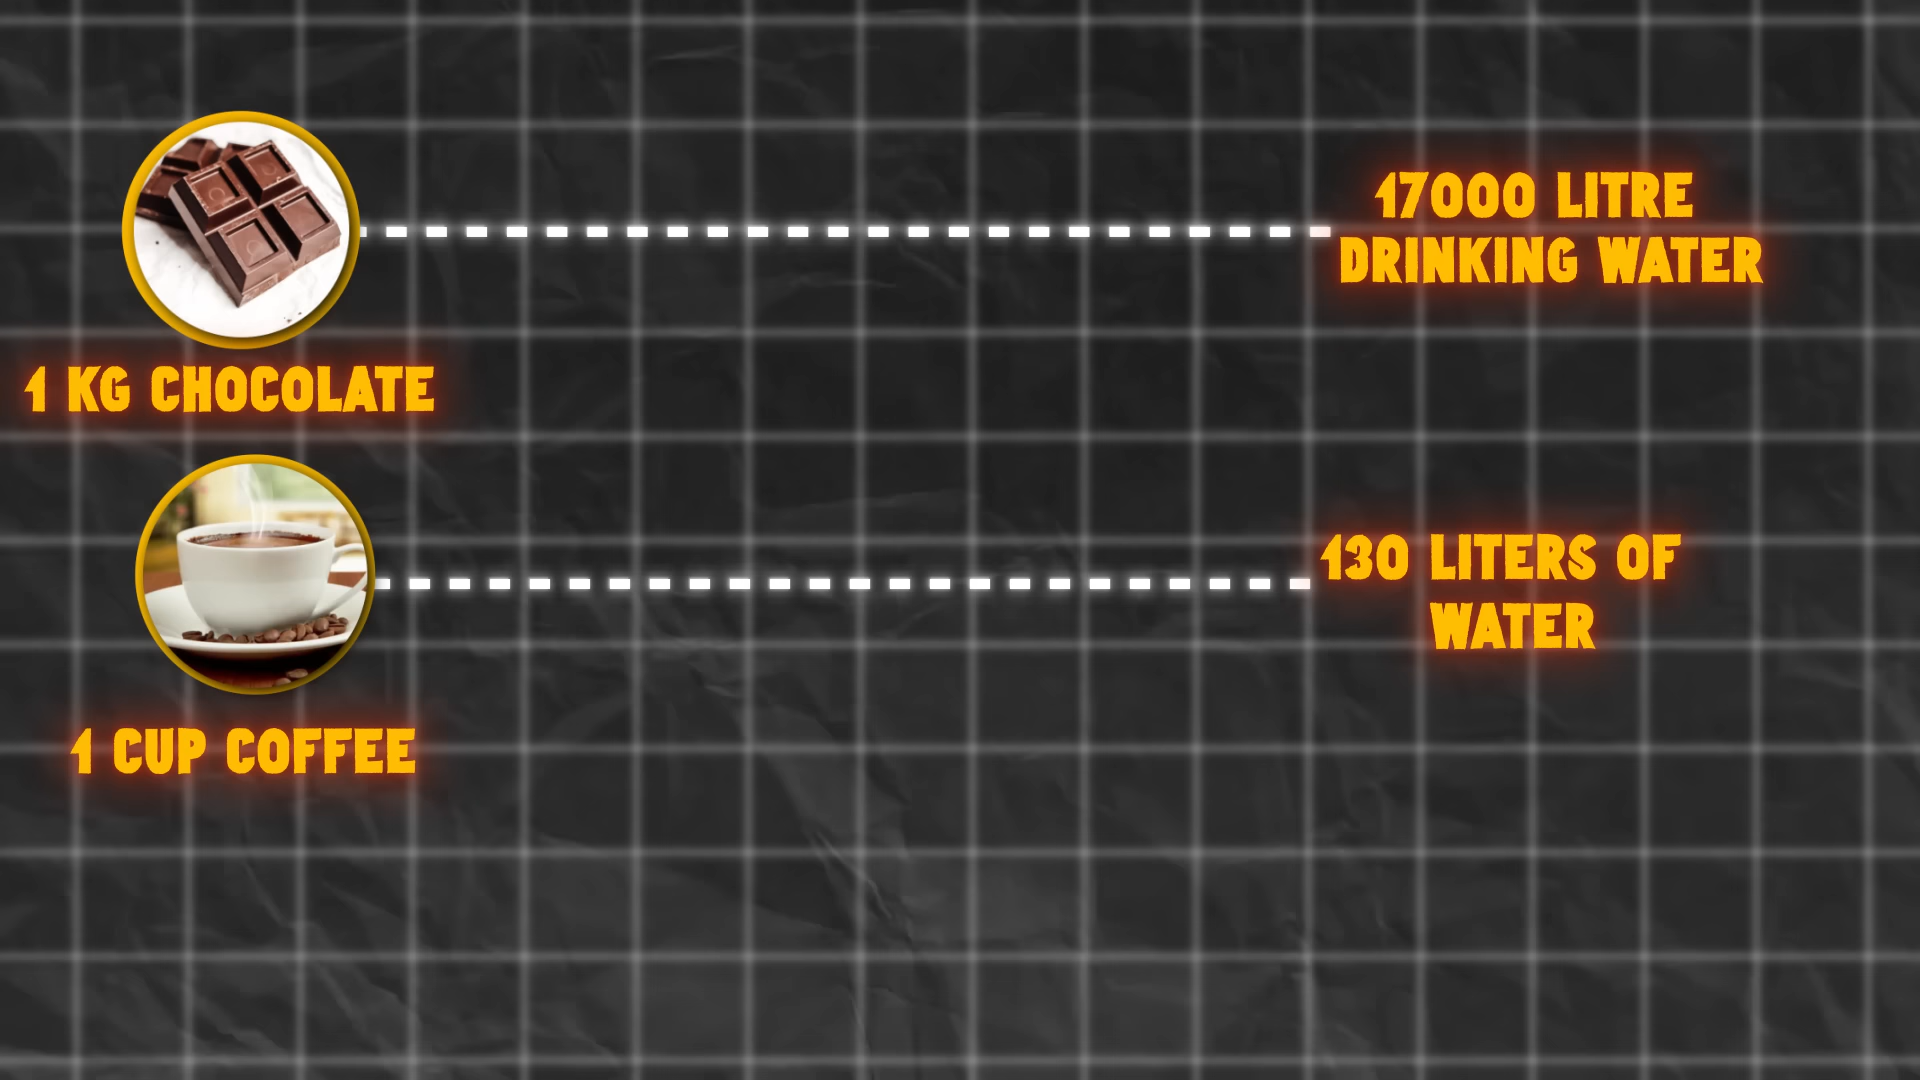 17000 LITRE
DRINKING WATER
1 KG CHOCOLATE
130 LITERS OF
WATER
1 CUP COFFEE